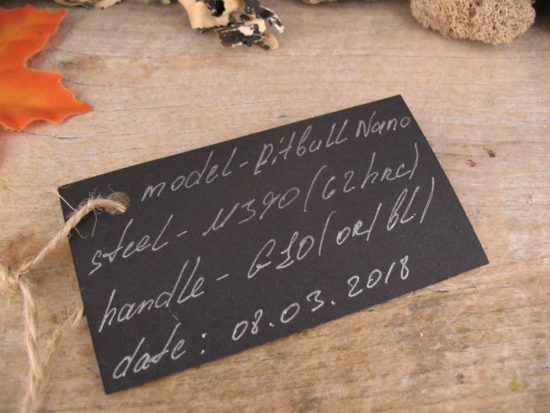 model - Pitbull Nano
steel - M390 (62 hrc)
handle - G10 (or/bl)
date: 08.03.2018